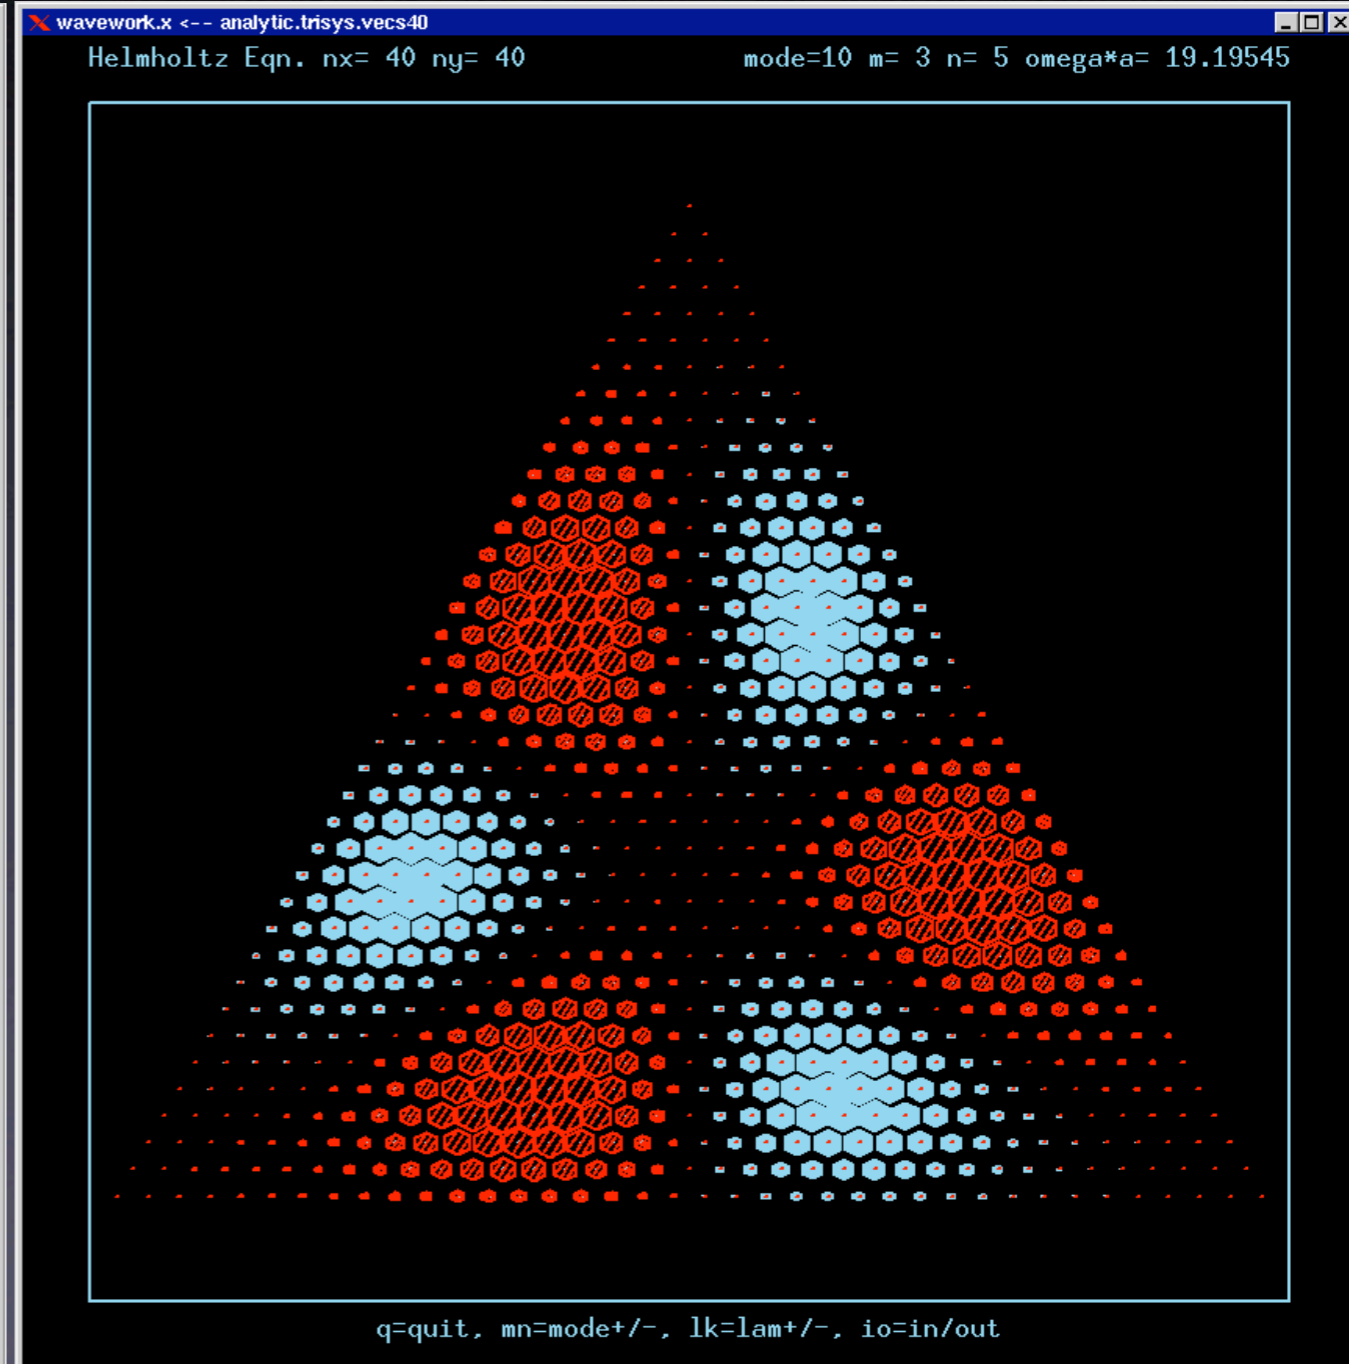 wavework.x <-- analytic.trisys.vecs40
Helmholtz Eqn. nx= 40 ny= 40 mode=10 m= 3 n= 5 omega*a= 19.19545
q=quit, mn=mode+/-, lk=lam+/-, io=in/out